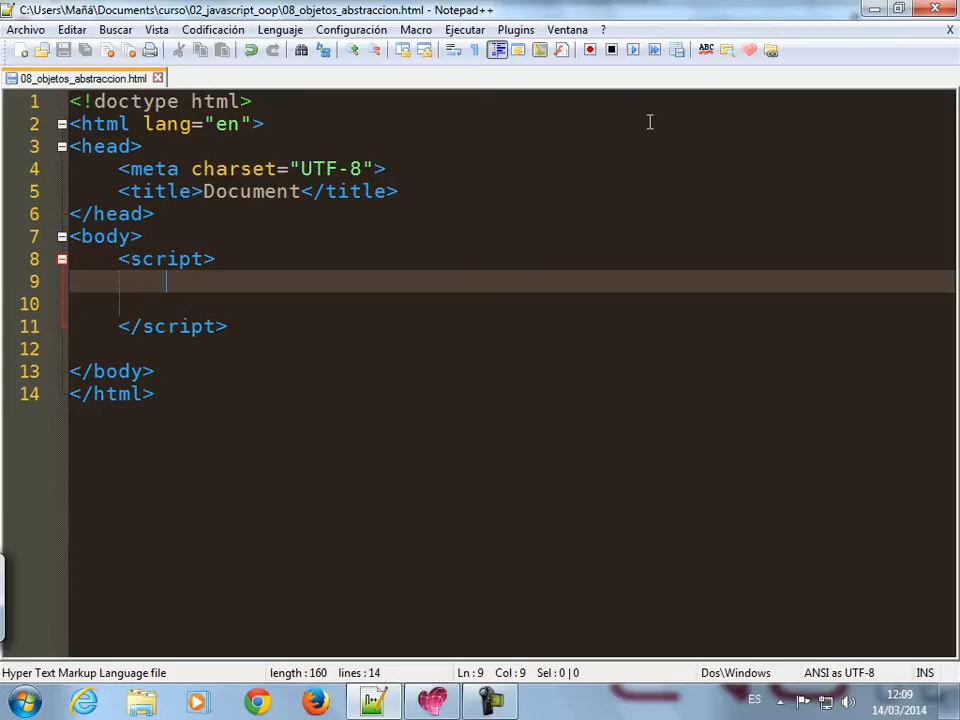 C:\Users\Mañá\Documents\curso\02_javascript_oop\08_objetos_abstraccion.html - Notepad++
Archivo Editar Buscar Vista Codificación Lenguaje Configuración Macro Ejecutar Plugins Ventana ? X
ABC
08_objetos_abstraccion.html
1 <!doctype html>
2 <html lang="en">
3 <head>
4 <meta charset="UTF-8">
5 <title>Document</title>
6 </head>
7 <body>
8 <script>
9
10
11 </script>
12
13 </body>
14 </html>
Hyper Text Markup Language file length : 160 lines : 14 Ln : 9 Col : 9 Sel : 0 | 0 Dos\Windows ANSI as UTF-8 INS
ES 12:09
14/03/2014